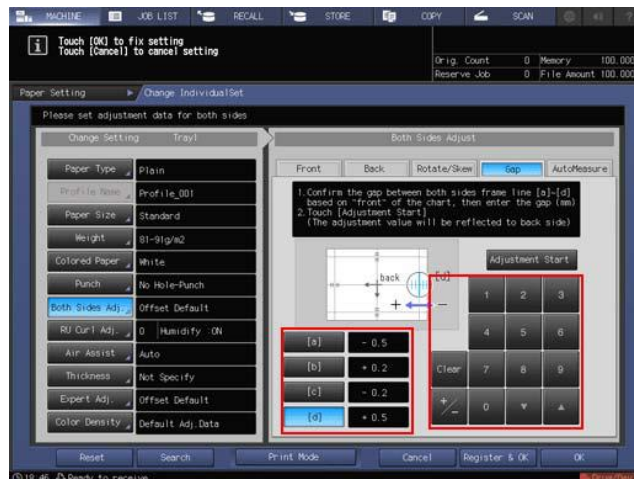 MACHINE JOB LIST RECALL STORE COPY SCAN
Touch [OK] to fix setting
Touch [Cancel] to cancel setting
Orig. Count 0 Memory 100.000
Reserve Job 0 File Amount 100.000
Paper Setting Change IndividualSet
Please set adjustment data for both sides
Change Setting Tray1
Both Sides Adjust
Paper Type Plain
Profile Name Profile_001
Paper Size Standard
Weight 81-91g/m2
Colored Paper White
Punch No Hole-Punch
Both Sides Adj. Offset Default
RU Curl Adj. 0 Humidify :ON
Air Assist Auto
Thickness Not Specify
Expert Adj. Offset Default
Color Density Default Adj.Data
Front Back Rotate/Skew Gap AutoMeasure
1.Confirm the gap between both sides frame line [a]~[d]
based on "front" of the chart, then enter the gap (mm)
2.Touch [Adjustment Start]
(The adjustment value will be reflected to back side)
Adjustment Start
back [d]
+ -
[a] - 0.5
[b] + 0.2
[c] - 0.2
[d] + 0.5
1 2 3
4 5 6
Clear 7 8 9
+/- 0 ▼ ▲
Reset Search Print Mode Cancel Register & OK OK
Ready to receive